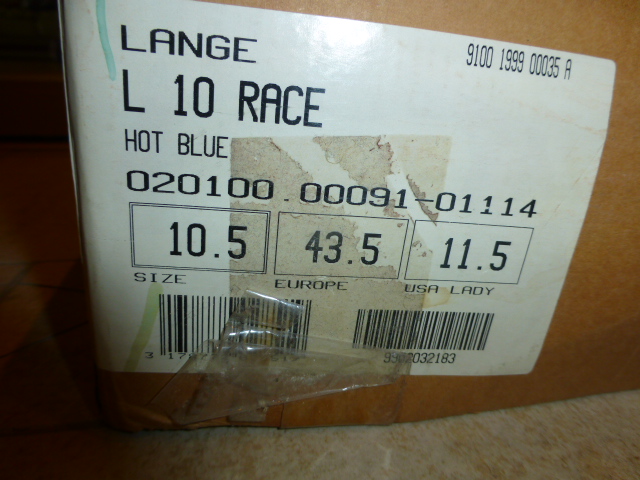 LANGE
9100 1999 00035 A
L 10 RACE
HOT BLUE
020100.00091-01114
10.5 43.5 11.5
SIZE EUROPE USA LADY
9902032183